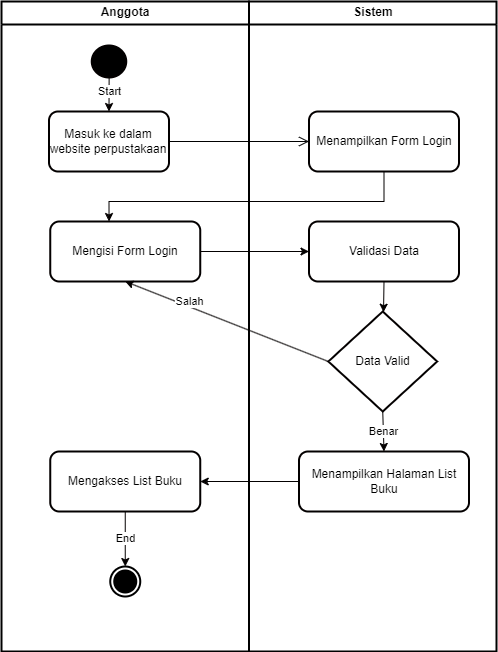 Anggota
Sistem
Start
Masuk ke dalam
website perpustakaan
Menampilkan Form Login
Mengisi Form Login
Validasi Data
Salah
Data Valid
Benar
Mengakses List Buku
Menampilkan Halaman List
Buku
End